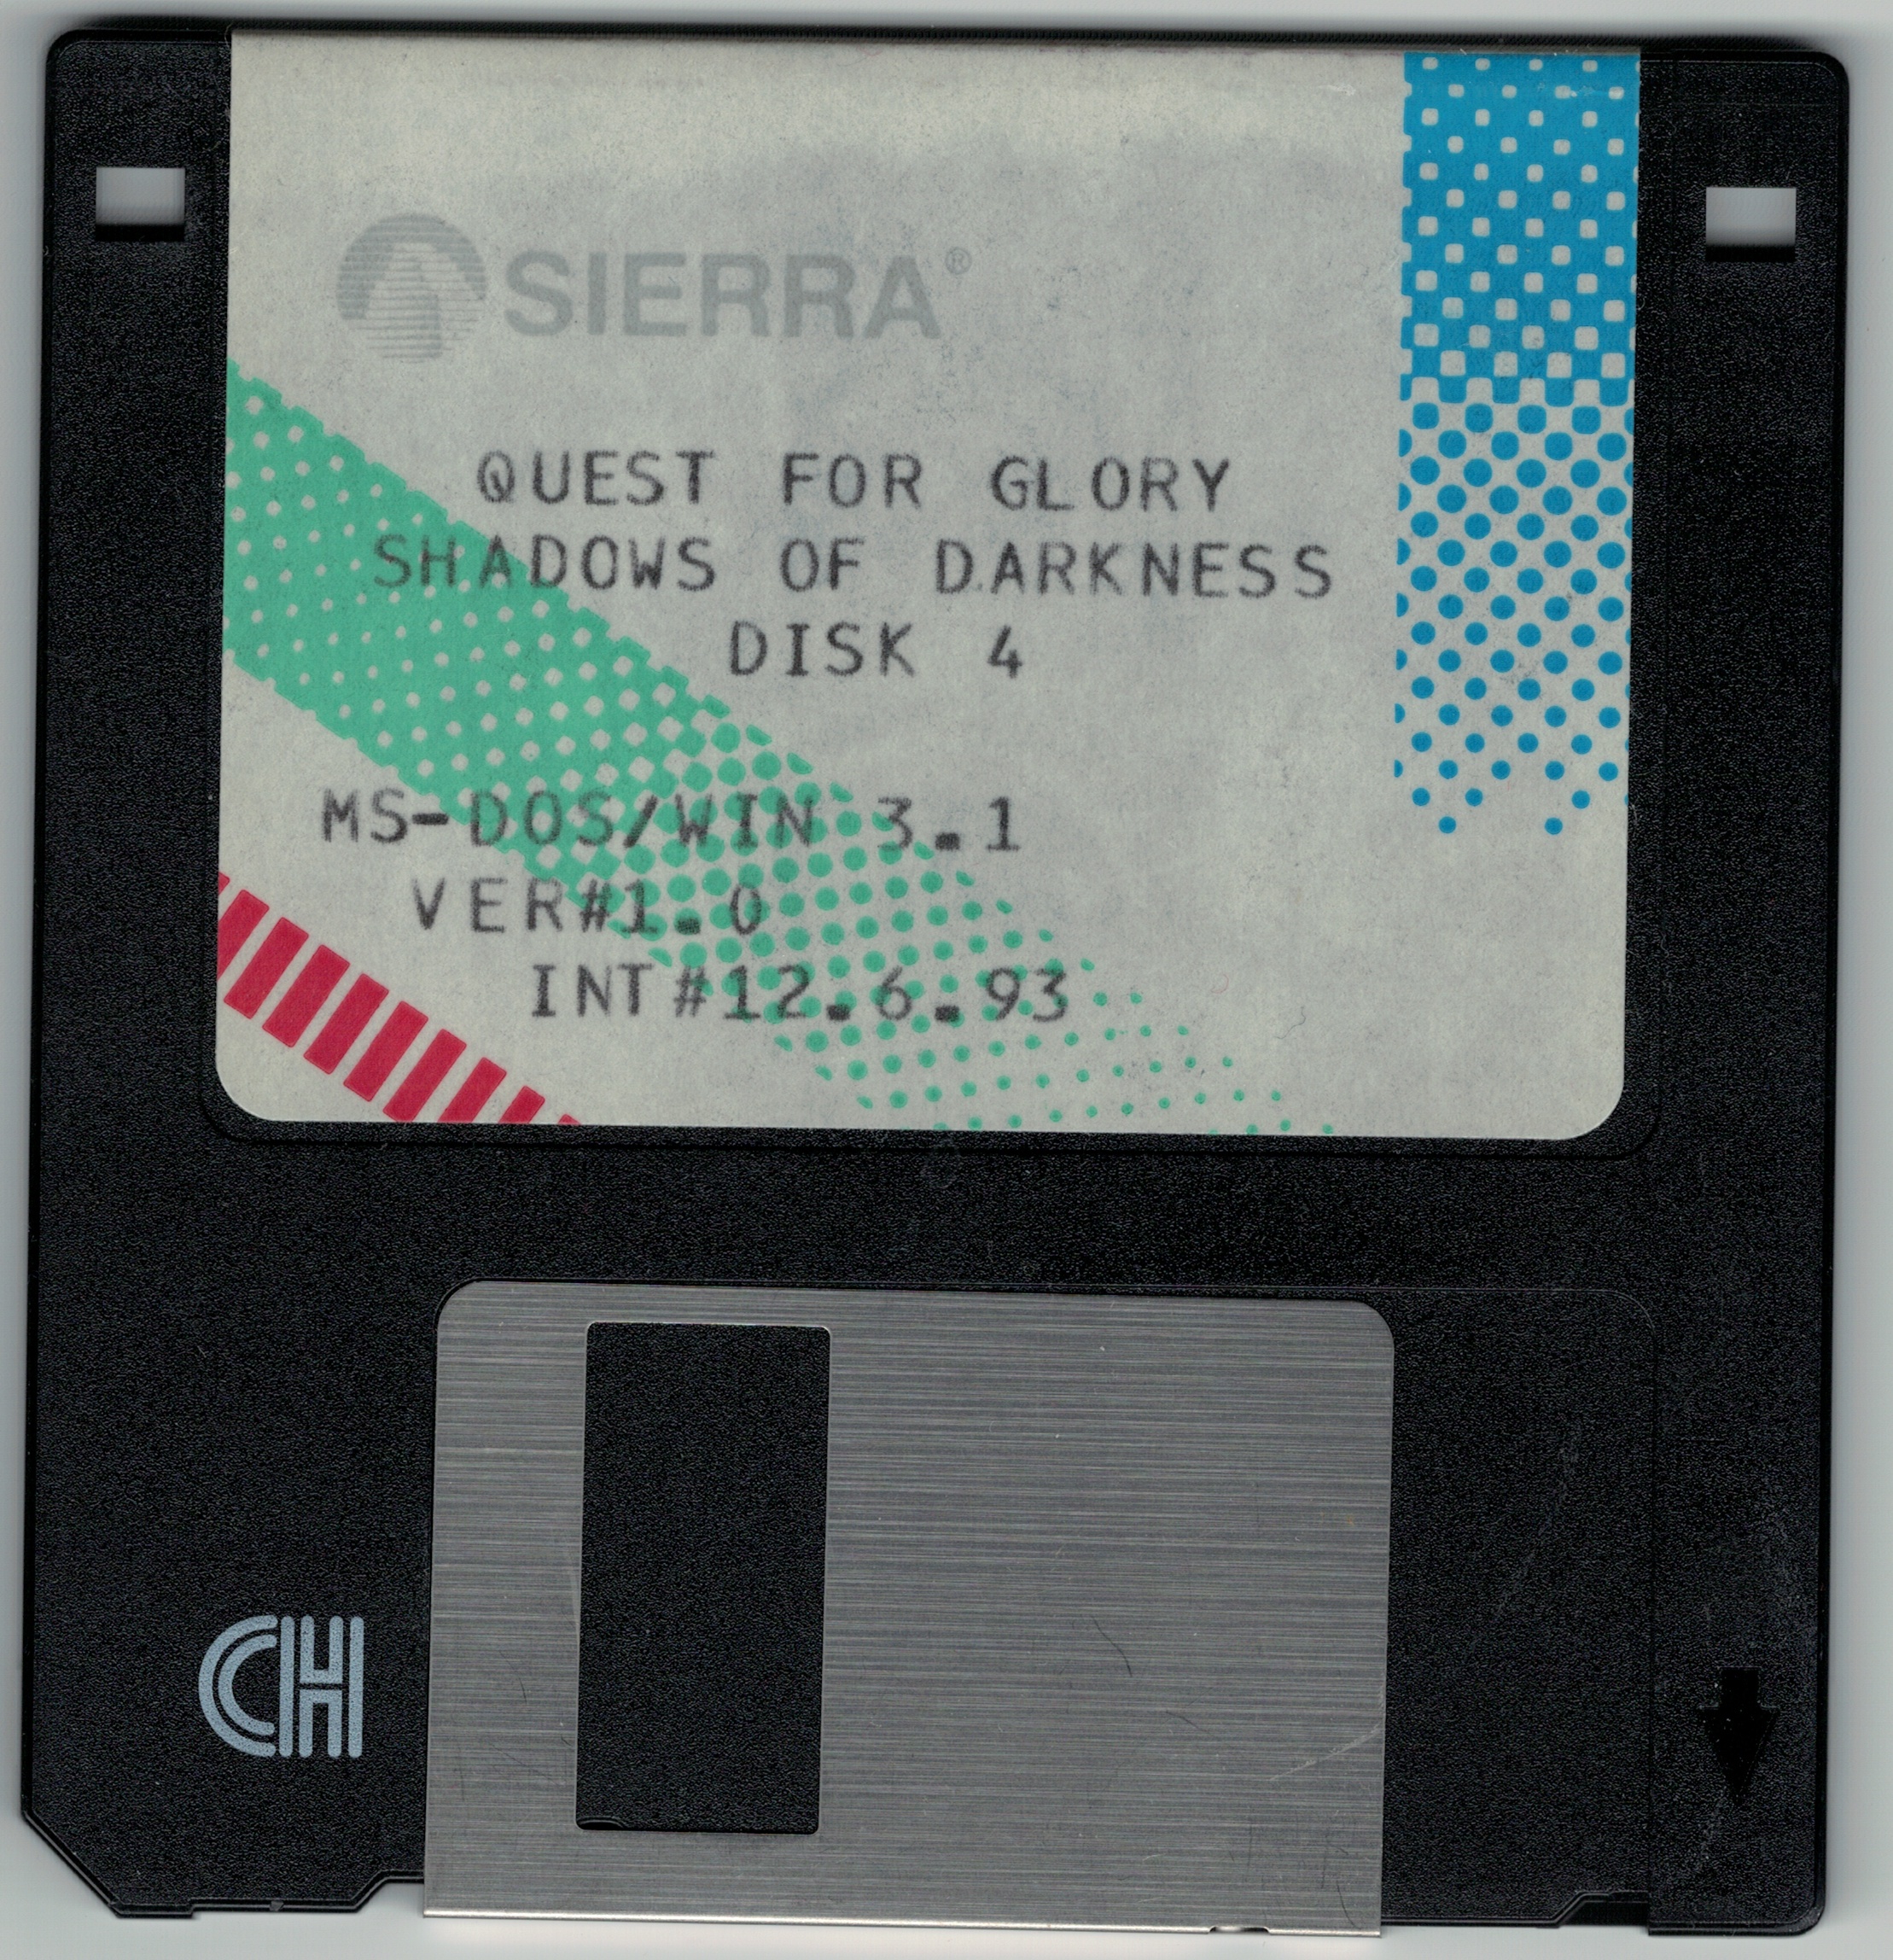 SIERRA®
QUEST FOR GLORY
SHADOWS OF DARKNESS
DISK 4
MS-DOS/WIN 3.1
VER#1.0
INT#12.6.93
CH